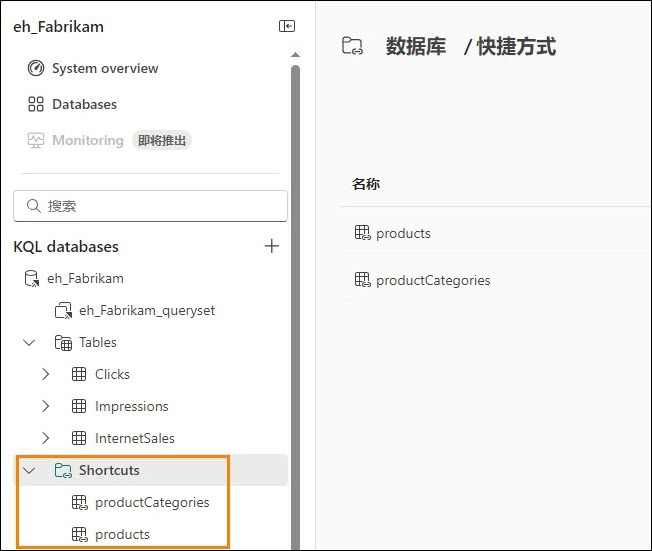 eh_Fabrikam
System overview
Databases
Monitoring 即将推出
搜索
KQL databases
eh_Fabrikam
eh_Fabrikam_queryset
Tables
Clicks
Impressions
InternetSales
Shortcuts
productCategories
products
数据库 / 快捷方式
名称
products
productCategories